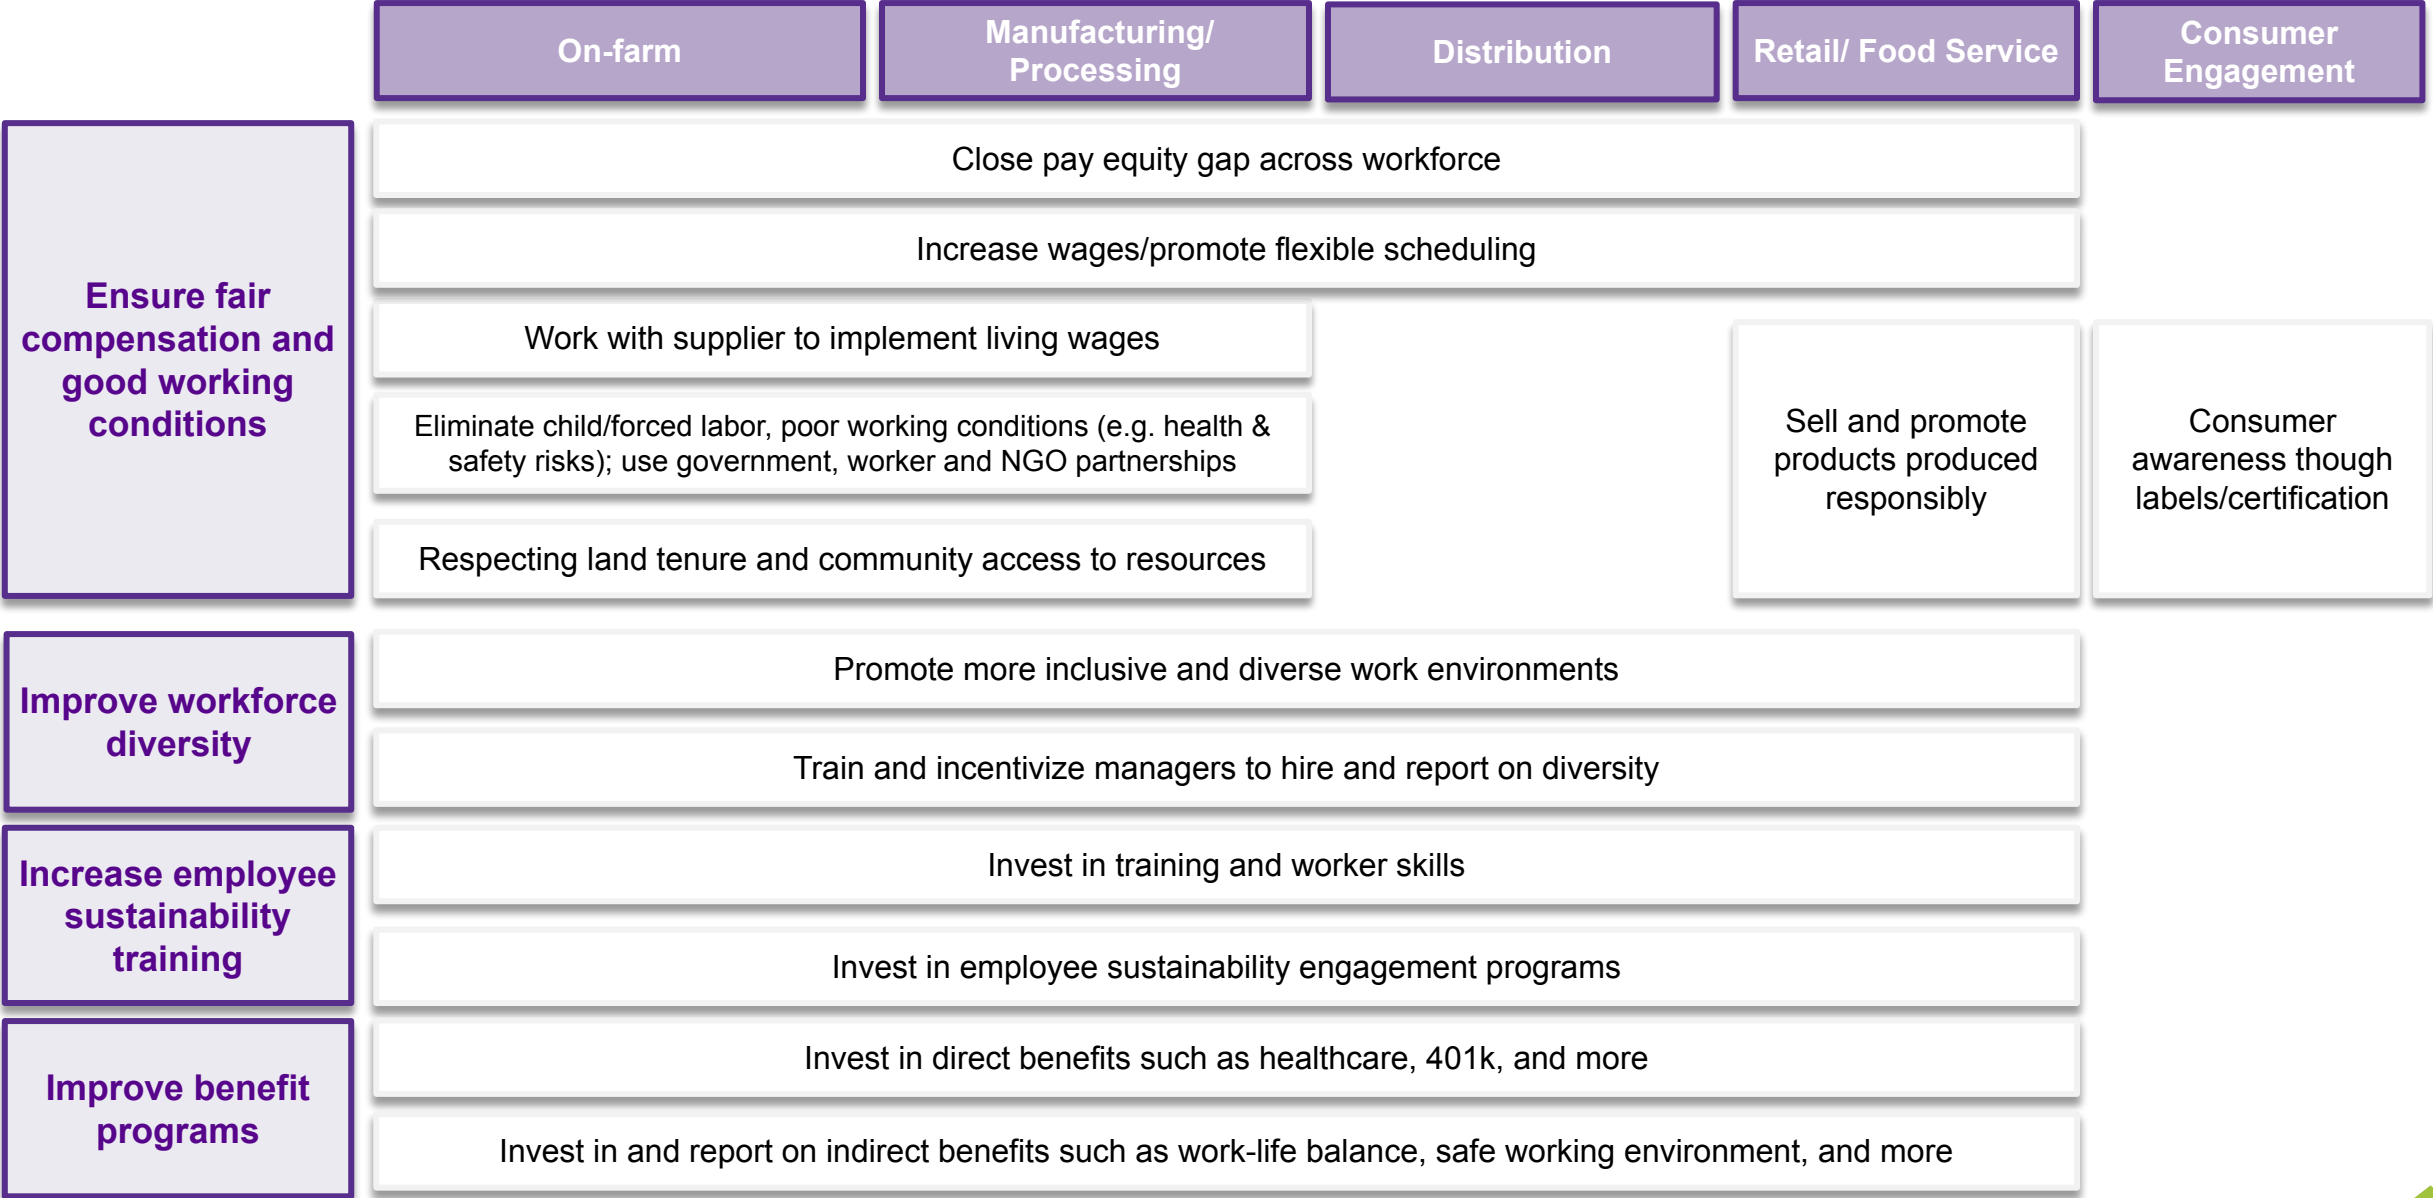 On-farm
Manufacturing/
Processing
Distribution
Retail/ Food Service
Consumer
Engagement
Ensure fair
compensation and
good working
conditions
Close pay equity gap across workforce
Increase wages/promote flexible scheduling
Work with supplier to implement living wages
Eliminate child/forced labor, poor working conditions (e.g. health &
safety risks); use government, worker and NGO partnerships
Respecting land tenure and community access to resources
Sell and promote
products produced
responsibly
Consumer
awareness though
labels/certification
Improve workforce
diversity
Promote more inclusive and diverse work environments
Train and incentivize managers to hire and report on diversity
Increase employee
sustainability
training
Invest in training and worker skills
Invest in employee sustainability engagement programs
Improve benefit
programs
Invest in direct benefits such as healthcare, 401k, and more
Invest in and report on indirect benefits such as work-life balance, safe working environment, and more